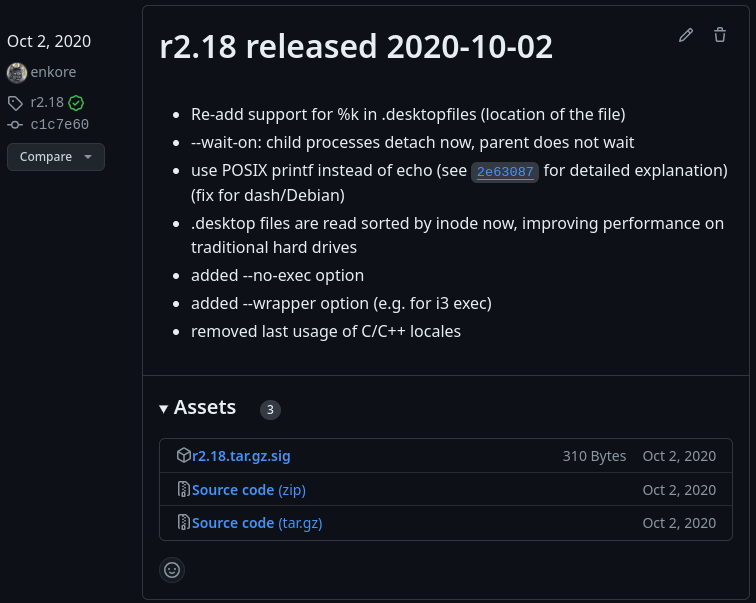 Oct 2, 2020
enkore
r2.18
c1c7e60
Compare
r2.18 released 2020-10-02
Re-add support for %k in .desktopfiles (location of the file)
--wait-on: child processes detach now, parent does not wait
use POSIX printf instead of echo (see 2e63087 for detailed explanation)
(fix for dash/Debian)
.desktop files are read sorted by inode now, improving performance on
traditional hard drives
added --no-exec option
added --wrapper option (e.g. for i3 exec)
removed last usage of C/C++ locales
Assets 3
r2.18.tar.gz.sig 310 Bytes Oct 2, 2020
Source code (zip) Oct 2, 2020
Source code (tar.gz) Oct 2, 2020